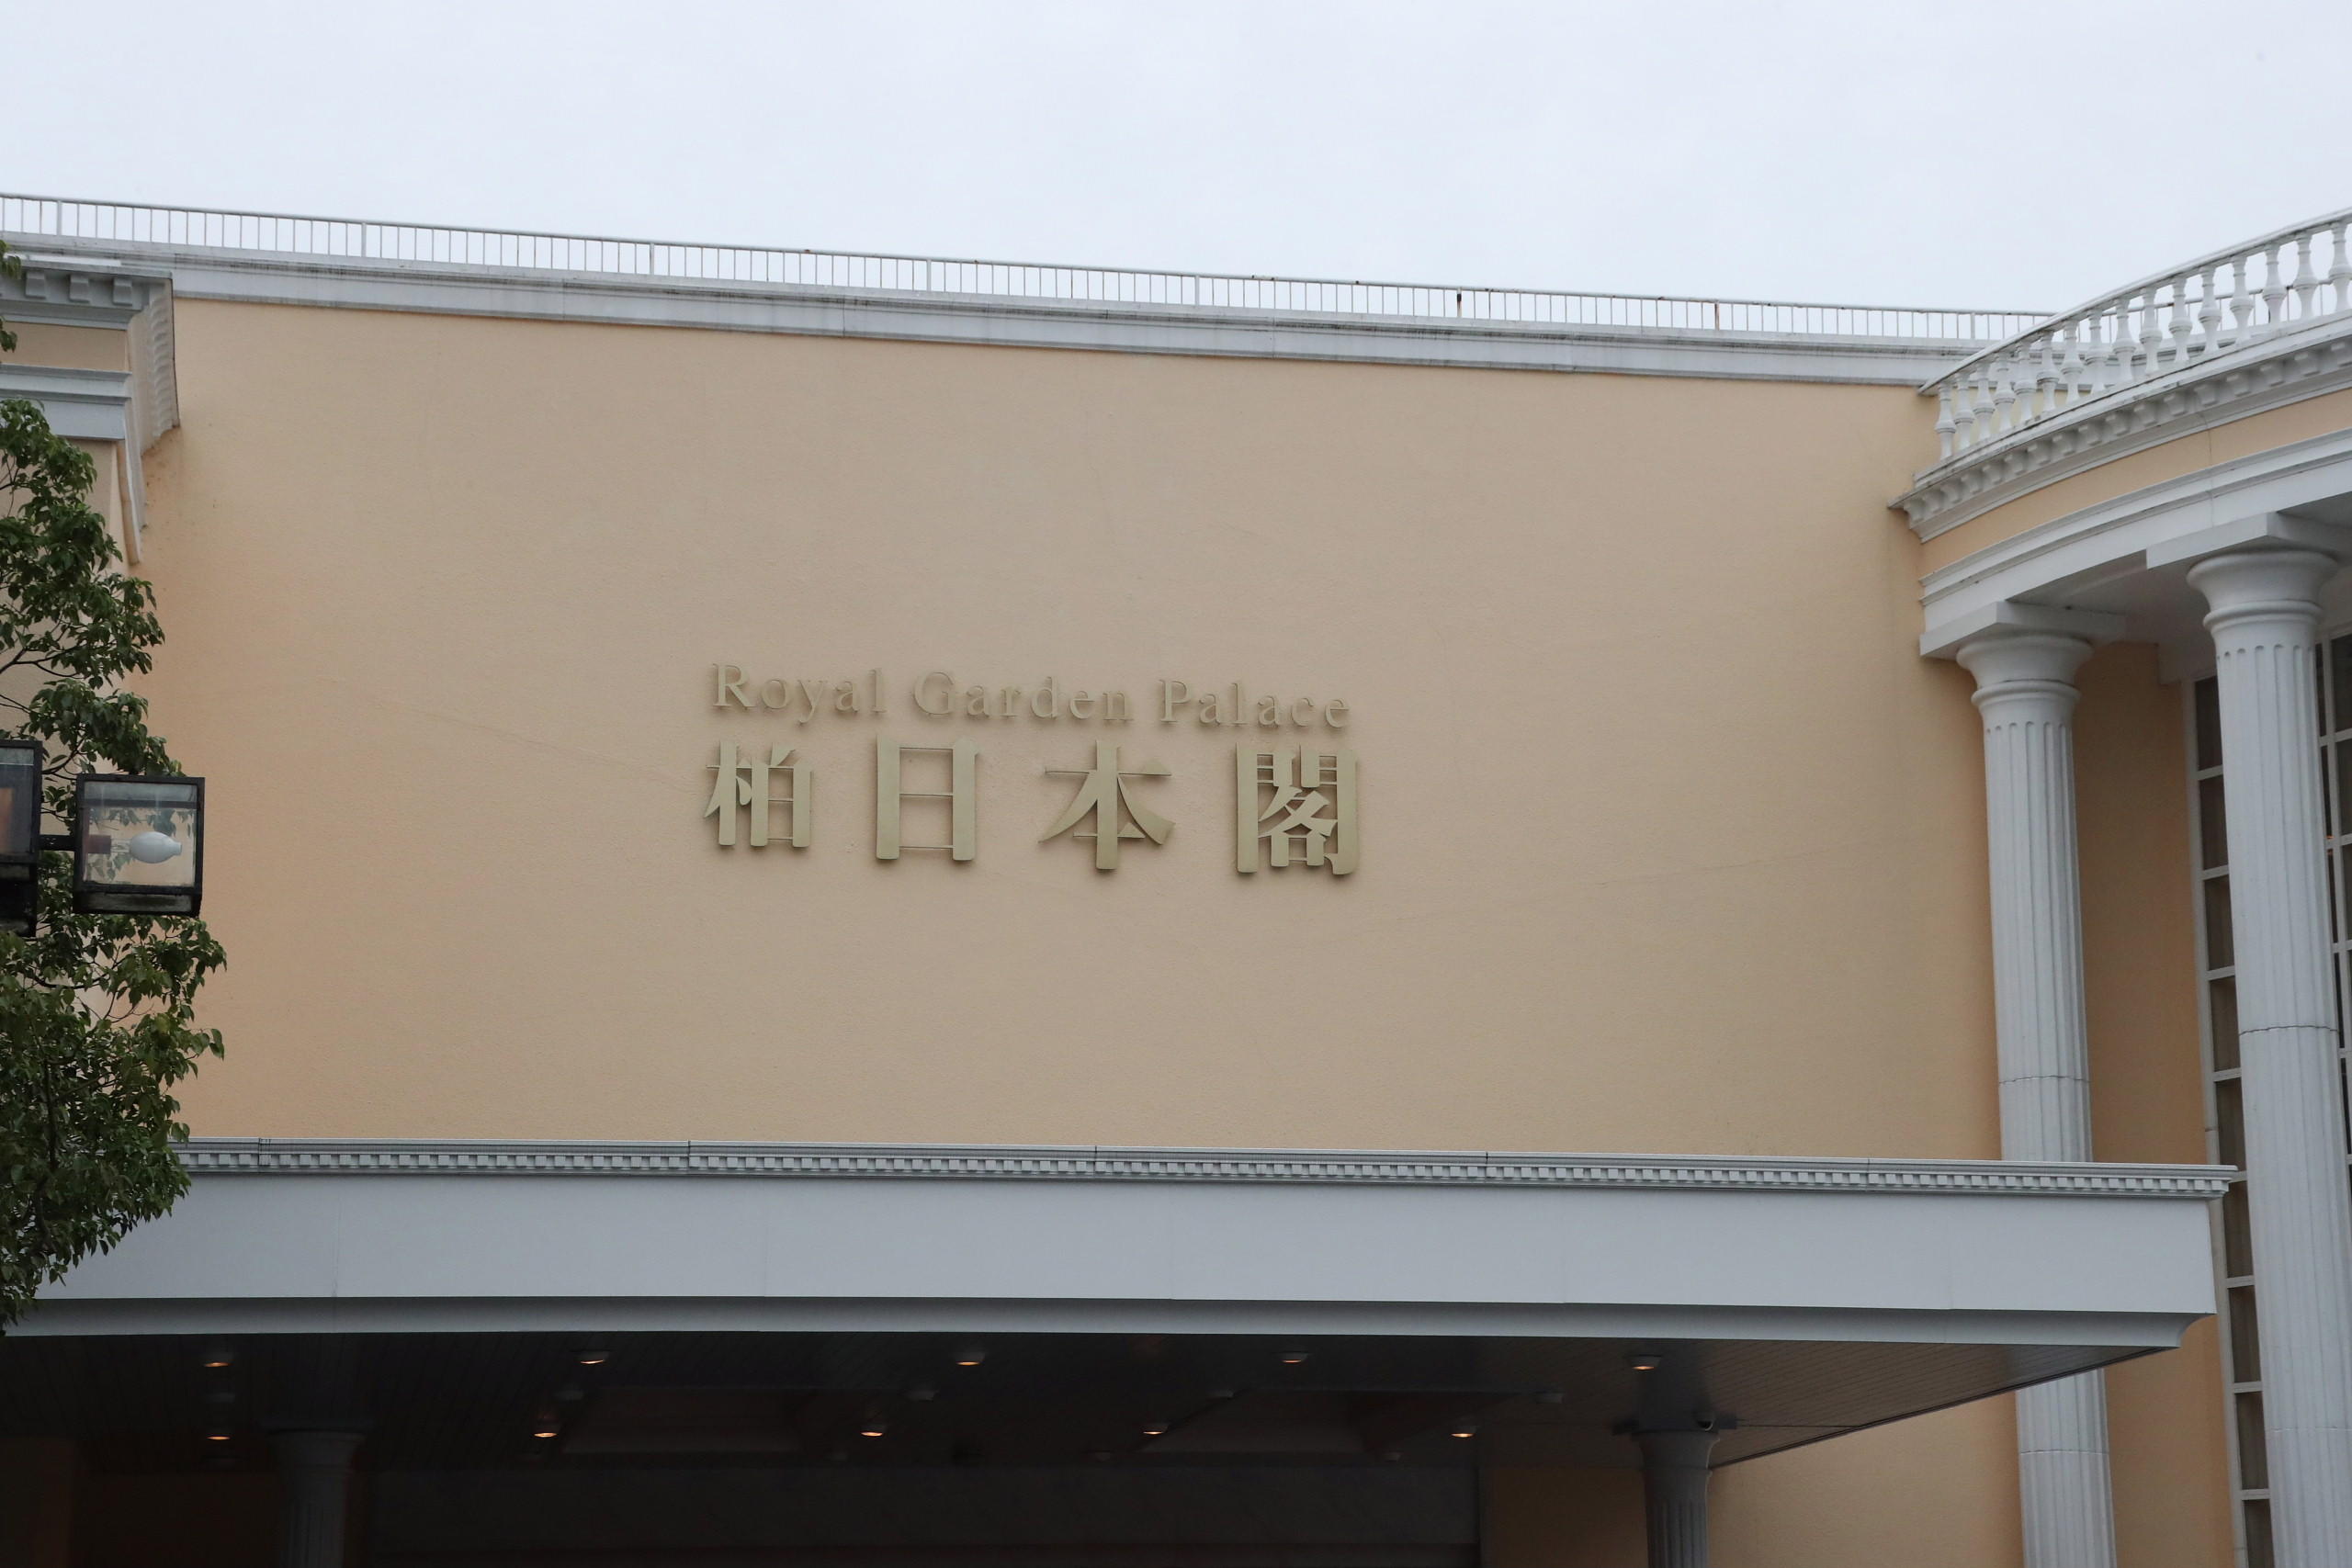 Royal Garden Palace
柏日本閣